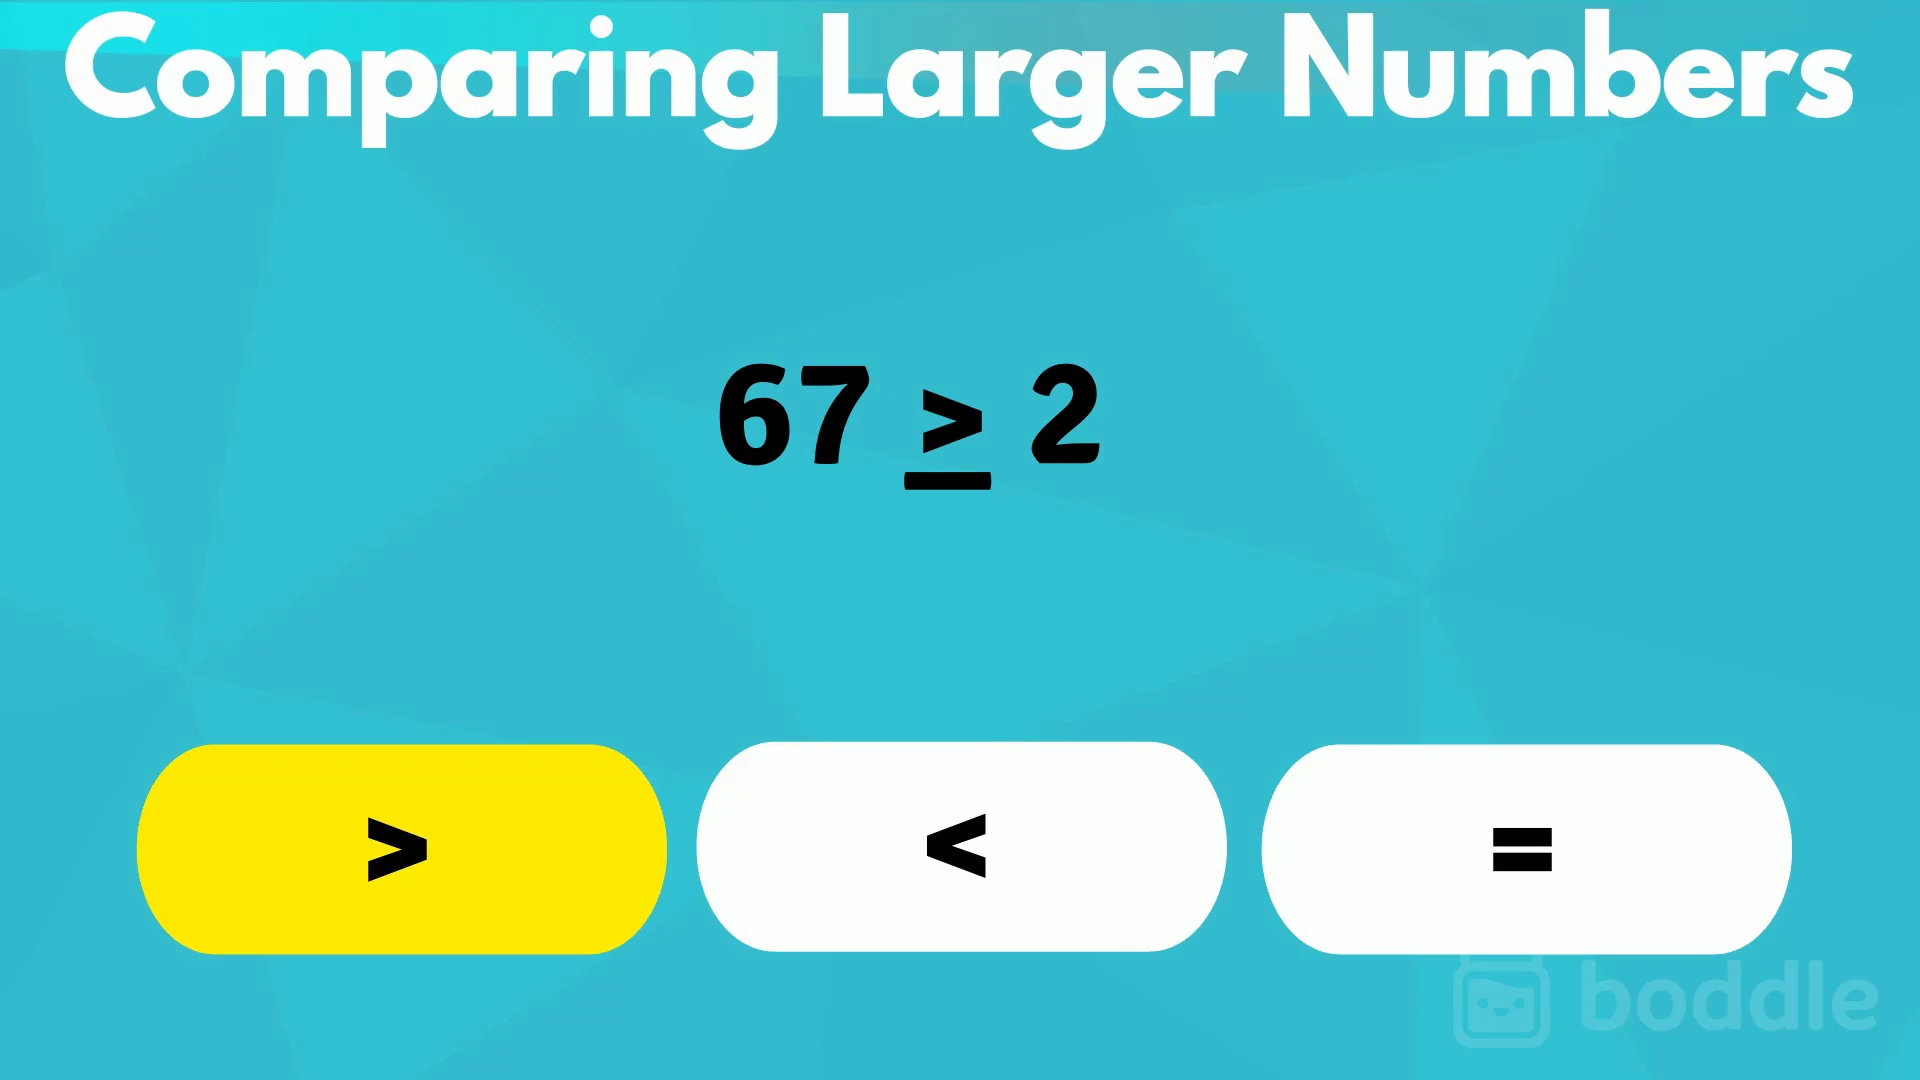 Comparing Larger Numbers
67 > 2
> < =
boddle